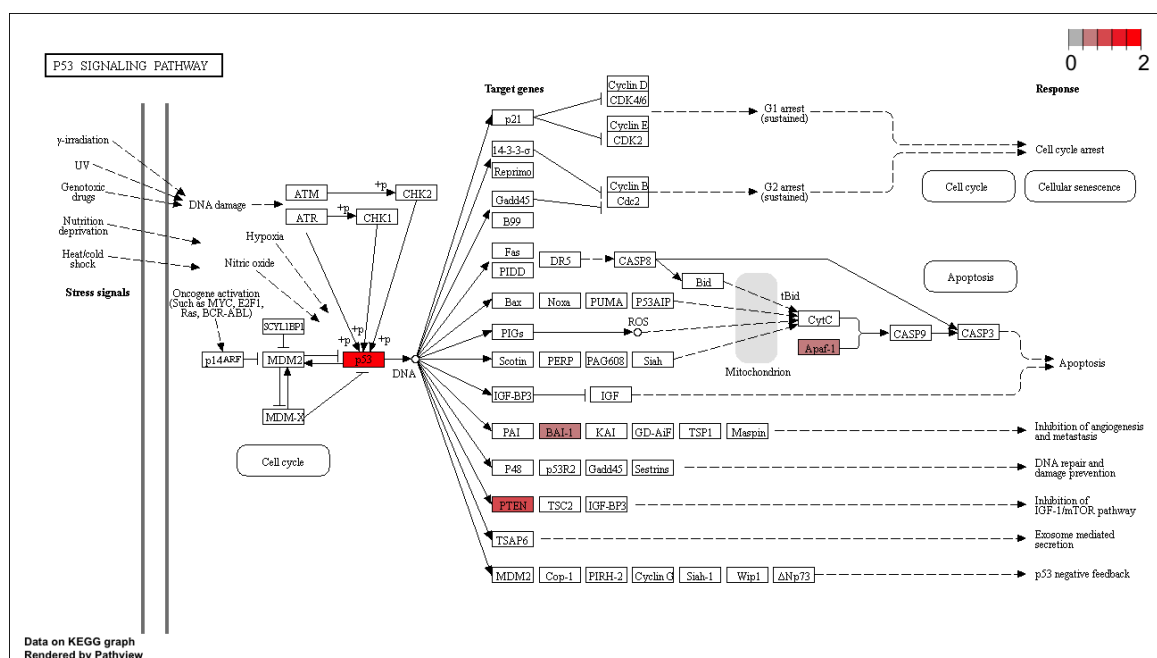 0
2
P53 SIGNALING PATHWAY
Target genes
Response
Cyclin D
CDK4/6
p21
G1 arrest
(sustained)
Cyclin E
CDK2
γ-irradiation
UV
Genotoxic
drugs
Nutrition
deprivation
Heat/cold
shock
Stress signals
DNA damage
ATM
+p
CHK2
ATR
+p
CHK1
Hypoxia
Nitric oxide
Oncogene activation
(Such as MYC, E2F1,
Ras, BCR-ABL)
SCYL1BP1
+p
+p
+p
p14ARF
MDM2
p53
DNA
MDM-X
Cell cycle
14-3-3-σ
Reprimo
Cyclin B
Cdc2
G2 arrest
(sustained)
Gadd45
B99
Cell cycle arrest
Cell cycle
Cellular senescence
Fas
PIDD
DR5
CASP8
Bid
tBid
Apoptosis
Bax
Noxa
PUMA
P53AIP
CytC
PIGs
ROS
CASP9
CASP3
Apaf-1
Scotin
PERP
PAG608
Siah
Mitochondrion
Apoptosis
IGF-BP3
IGF
PAI
BAI-1
KAI
GD-AiF
TSP1
Maspin
Inhibition of angiogenesis
and metastasis
P48
p53R2
Gadd45
Sestrins
DNA repair and
damage prevention
PTEN
TSC2
IGF-BP3
Inhibition of
IGF-1/mTOR pathway
TSAP6
Exosome mediated
secretion
MDM2
Cop-1
PIRH-2
Cyclin G
Siah-1
Wip1
ΔNp73
p53 negative feedback
Data on KEGG graph
Rendered by Pathview